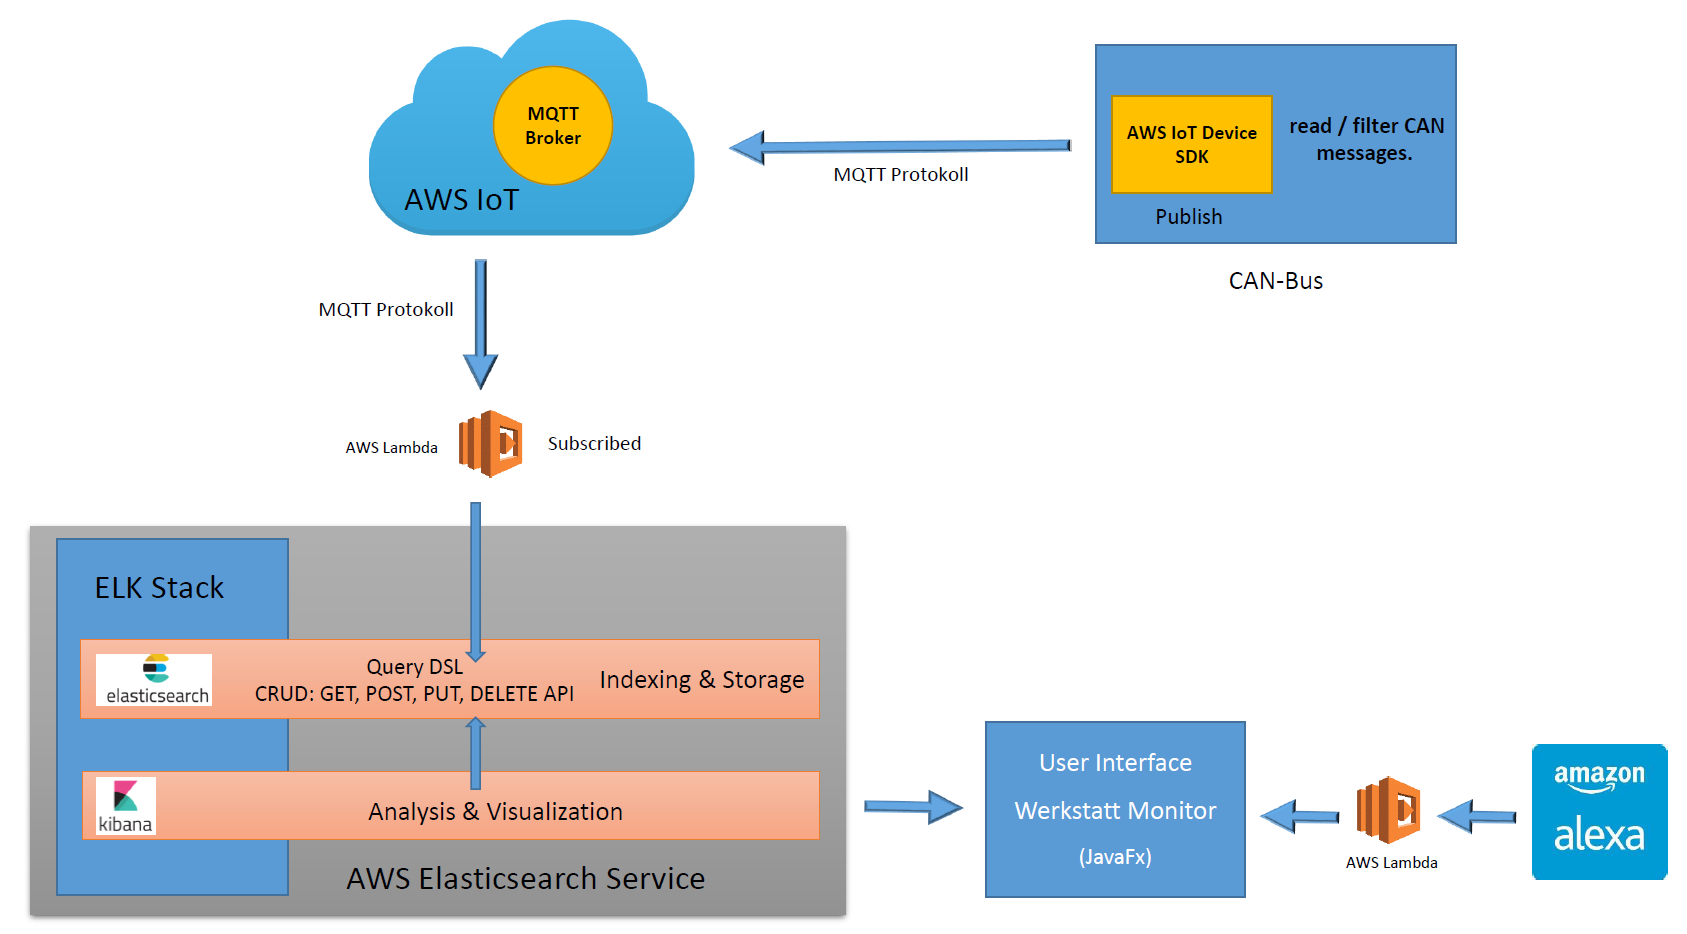 MQTT
Broker
AWS IoT
MQTT Protokoll
AWS IoT Device
SDK
read / filter CAN
messages.
Publish
CAN-Bus
MQTT Protokoll
AWS Lambda
Subscribed
ELK Stack
elasticsearch
Query DSL
CRUD: GET, POST, PUT, DELETE API
Indexing & Storage
kibana
Analysis & Visualization
AWS Elasticsearch Service
User Interface
Werkstatt Monitor
(JavaFx)
AWS Lambda
amazon
alexa